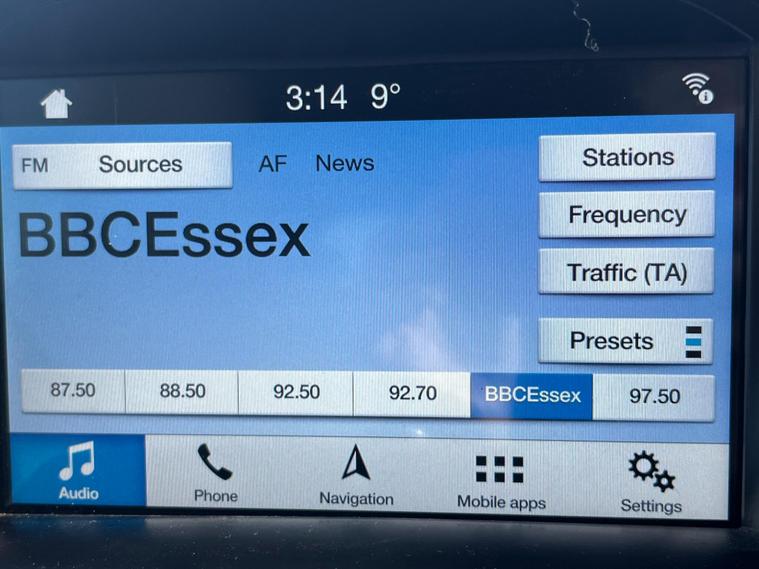 3:14 9°
FM Sources AF News
Stations
BBCEssex
Frequency
Traffic (TA)
Presets
87.50 88.50 92.50 92.70 BBCEssex 97.50
Audio Phone Navigation Mobile apps Settings